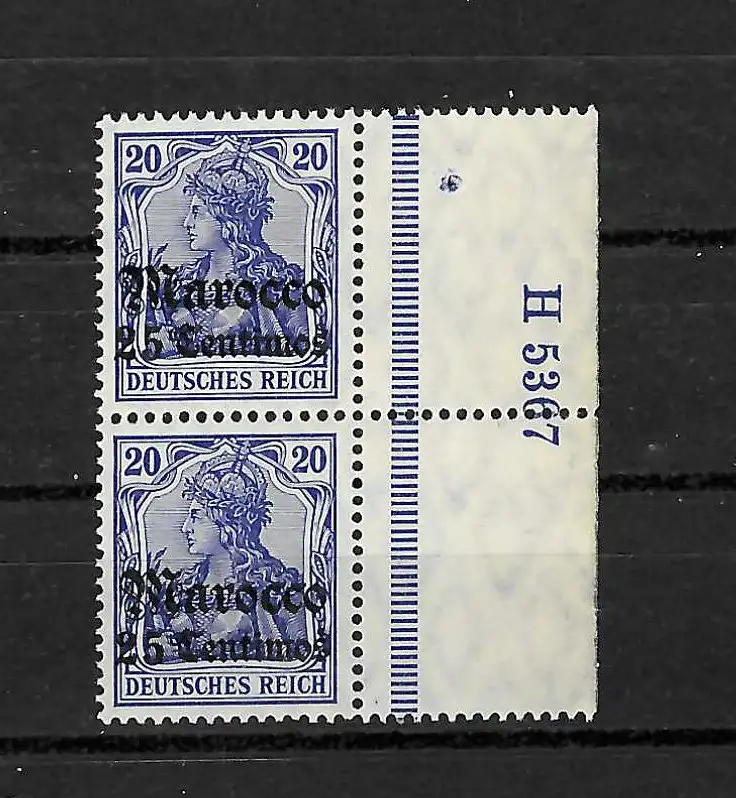 20 20
Marocco
25 Centimos
DEUTSCHES REICH
20 20
Marocco
25 Centimos
DEUTSCHES REICH
H 5367